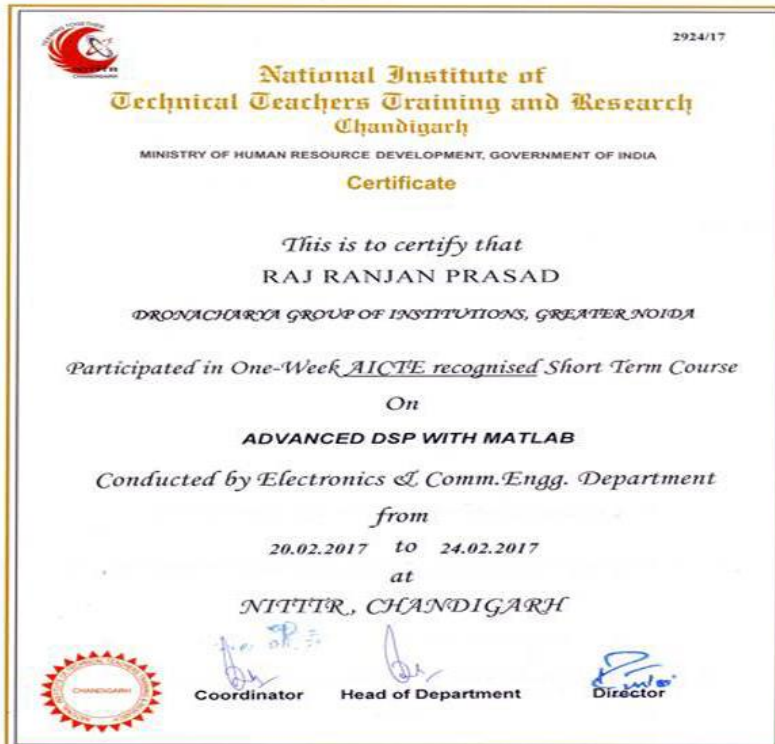 2924/17
CHANDIGARH
National Institute of
Technical Teachers Training and Research
Chandigarh
MINISTRY OF HUMAN RESOURCE DEVELOPMENT, GOVERNMENT OF INDIA
Certificate
This is to certify that
RAJ RANJAN PRASAD
DRONACHARYA GROUP OF INSTITUTIONS, GREATER NOIDA
Participated in One-Week AICTE recognised Short Term Course
On
ADVANCED DSP WITH MATLAB
Conducted by Electronics & Comm.Engg. Department
from
20.02.2017 to 24.02.2017
at
NITTTR, CHANDIGARH
CHANDIGARH
Coordinator Head of Department Director